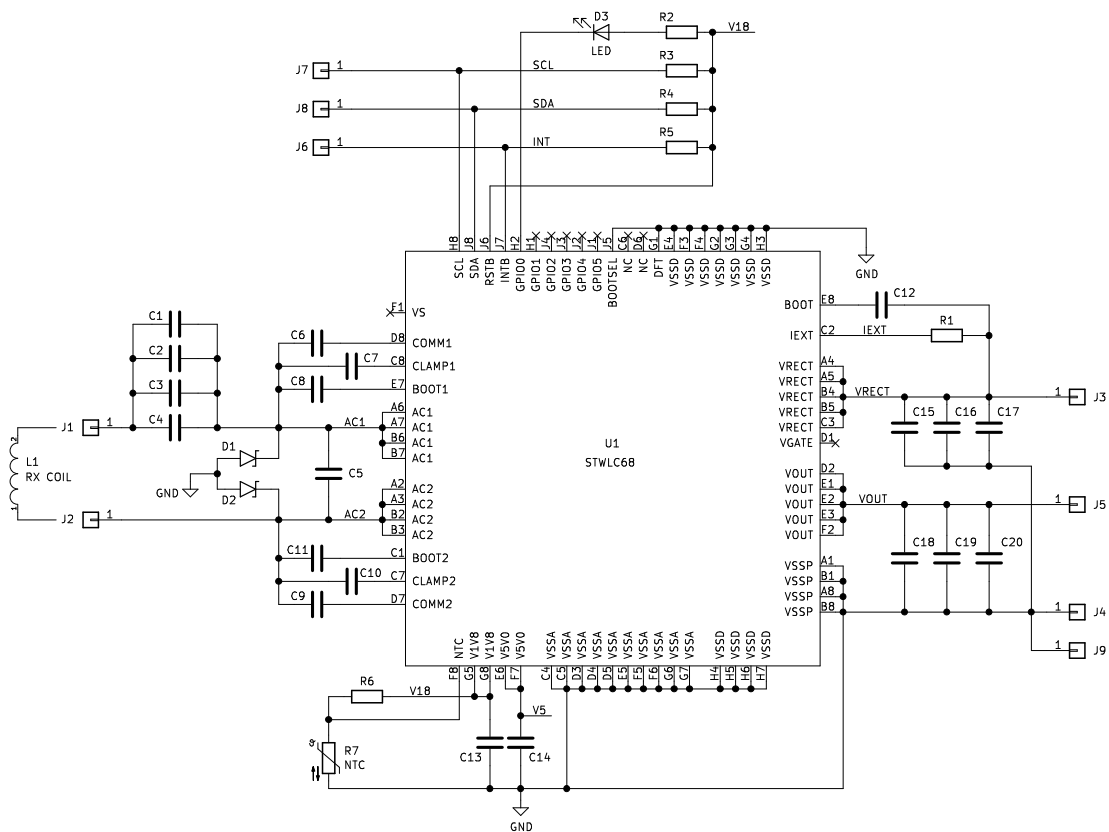 D3 R2 V18
LED
J7 1 SCL R3
J8 1 SDA R4
J6 1 INT R5
H8 J8 J6 J7 H2 H1 J4 J3 J2 J1 J5 C6 D6 G1 E4 F3 F4 G2 G3 G4 H3
SCL SDA RSTB INTB GPIO0 GPIO1 GPIO2 GPIO3 GPIO4 GPIO5 BOOTSEL NC NC DFT VSSD VSSD VSSD VSSD VSSD VSSD VSSD
GND
F1 VS
BOOT E8 C12
C1
C6 D8 COMM1
IEXT C2 IEXT R1
C2
C7 C8 CLAMP1
VRECT A4
C3
C8 E7 BOOT1
VRECT A5
VRECT B4 VRECT 1 J3
C4
A6 AC1
VRECT B5 C15 C16 C17
J1 1 AC1 A7 AC1
VRECT C3
B6 AC1
VGATE D1
D1 B7 AC1
U1
STWLC68
L1
RX COIL
2
1
C5
GND
D2
A2 AC2
VOUT D2
A3 AC2
VOUT E1
VOUT E2 VOUT 1 J5
J2 1 AC2 B2 AC2
VOUT E3
B3 AC2
VOUT F2
C18 C19 C20
C11 C1 BOOT2
VSSP A1
C10 C7 CLAMP2
VSSP B1
C9 D7 COMM2
VSSP A8
VSSP B8 1 J4
1 J9
NTC V1V8 V1V8 V5V0 V5V0 VSSA VSSA VSSA VSSA VSSA VSSA VSSA VSSA VSSA VSSA VSSD VSSD VSSD VSSD
F8 G5 G8 E6 F7 C4 C5 D3 D4 D5 E5 F5 F6 G6 G7 H4 H5 H6 H7
R6 V18
V5
R7
NTC
C13 C14
GND